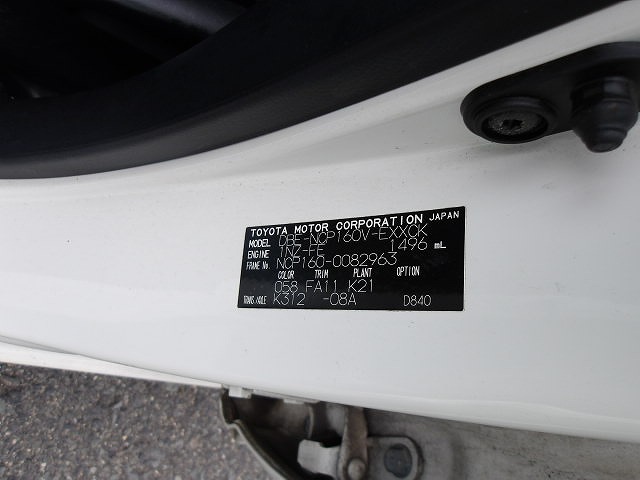 TOYOTA MOTOR CORPORATION JAPAN
MODEL DBE-NCP160V-EXXCK
ENGINE 1NZ-FE 1496 mL
FRAME No. NCP160-0082963
COLOR TRIM PLANT OPTION
058 FA11 K21
TRANS/AXLE K312 -08A D840